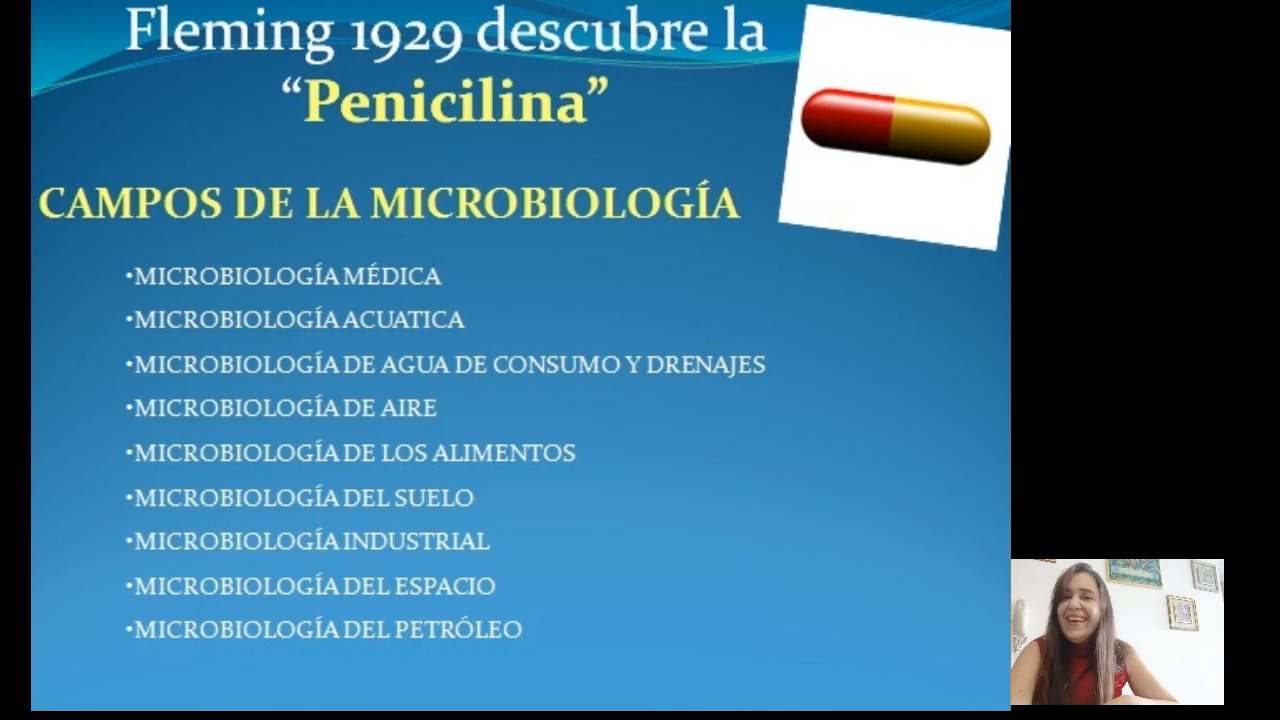 Fleming 1929 descubre la
“Penicilina”
CAMPOS DE LA MICROBIOLOGÍA
•MICROBIOLOGÍA MÉDICA
•MICROBIOLOGÍA ACUATICA
•MICROBIOLOGÍA DE AGUA DE CONSUMO Y DRENAJES
•MICROBIOLOGÍA DE AIRE
•MICROBIOLOGÍA DE LOS ALIMENTOS
•MICROBIOLOGÍA DEL SUELO
•MICROBIOLOGÍA INDUSTRIAL
•MICROBIOLOGÍA DEL ESPACIO
•MICROBIOLOGÍA DEL PETRÓLEO